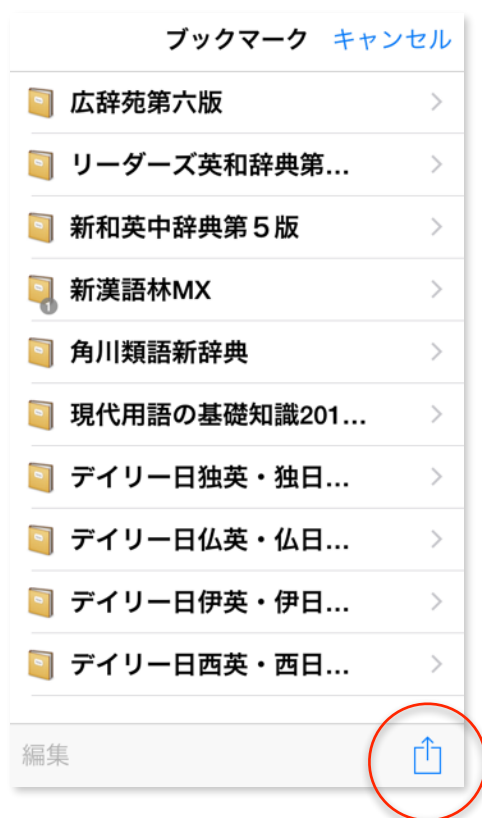 ブックマーク キャンセル
広辞苑第六版
リーダーズ英和辞典第...
新和英中辞典第５版
新漢語林MX
1
角川類語新辞典
現代用語の基礎知識201...
デイリー日独英・独日...
デイリー日仏英・仏日...
デイリー日伊英・伊日...
デイリー日西英・西日...
編集